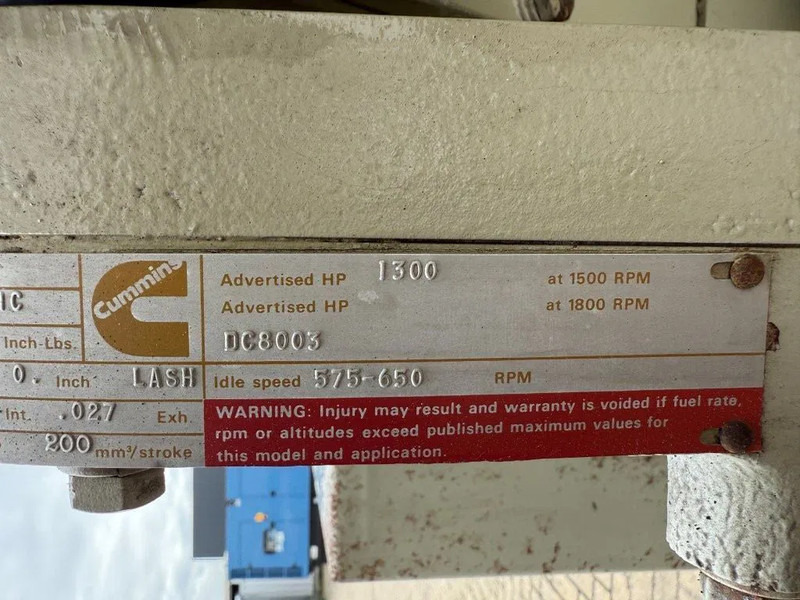 Cummins
Advertised HP 1300 at 1500 RPM
Advertised HP at 1800 RPM
Inch-Lbs. DC8003
0. Inch LASH Idle speed 575-650 RPM
Int. .027 Exh.
200 mm³/stroke
WARNING: Injury may result and warranty is voided if fuel rate,
rpm or altitudes exceed published maximum values for
this model and application.